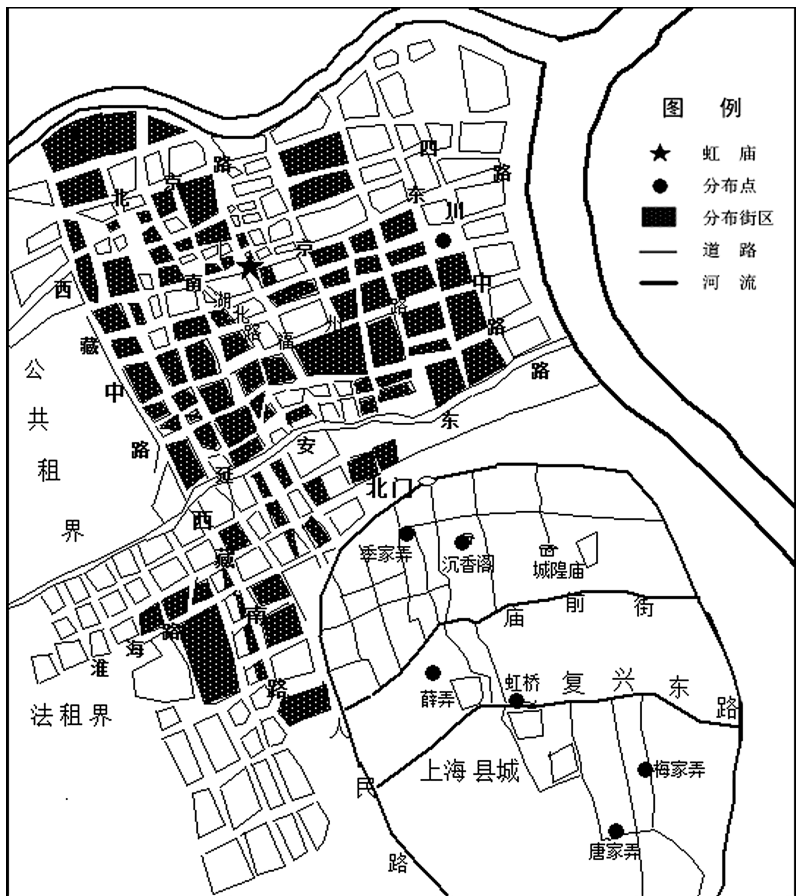 图 例
虹 庙
分布点
分布街区
道 路
河 流
北京路
四川中路
北京东路
南
湖北路
福州路
西藏中路
延安东路
公共租界
北门
季家弄
沉香阁
城隍庙
庙前街
西藏南路
淮海路
法租界
薛弄
虹桥
复兴东路
上海县城
梅家弄
唐家弄
人民路